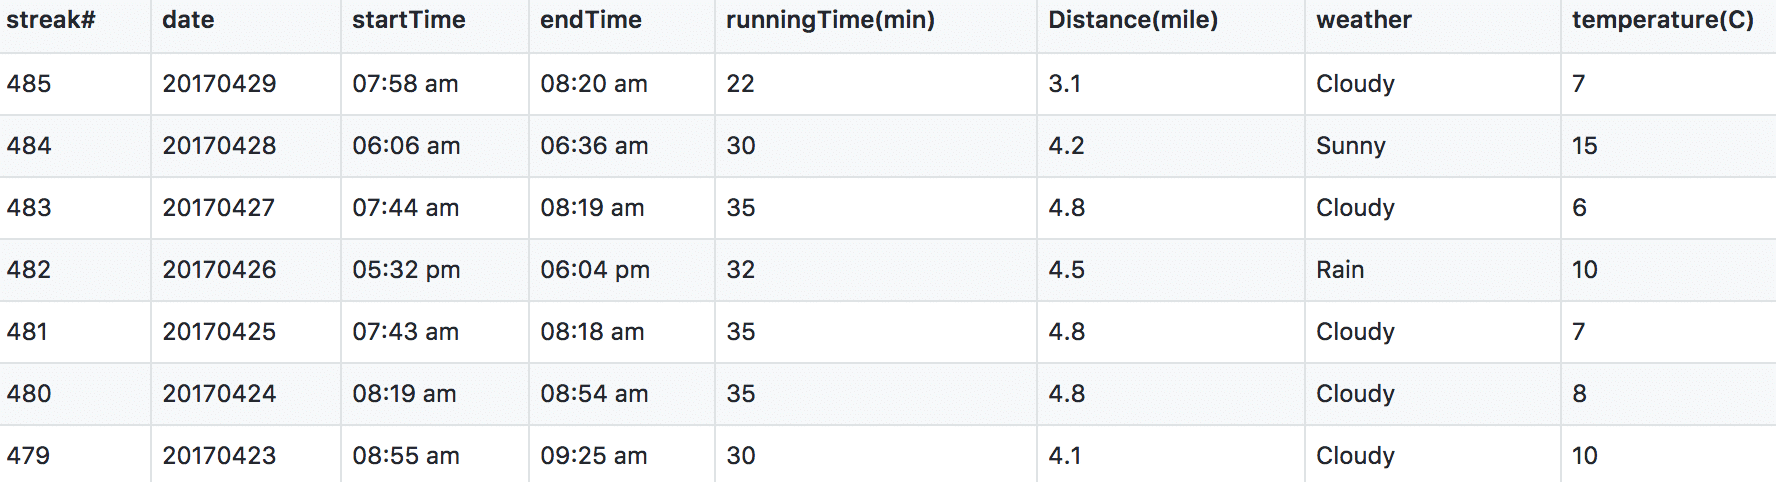 streak# date startTime endTime runningTime(min) Distance(mile) weather temperature(C)
485 20170429 07:58 am 08:20 am 22 3.1 Cloudy 7
484 20170428 06:06 am 06:36 am 30 4.2 Sunny 15
483 20170427 07:44 am 08:19 am 35 4.8 Cloudy 6
482 20170426 05:32 pm 06:04 pm 32 4.5 Rain 10
481 20170425 07:43 am 08:18 am 35 4.8 Cloudy 7
480 20170424 08:19 am 08:54 am 35 4.8 Cloudy 8
479 20170423 08:55 am 09:25 am 30 4.1 Cloudy 10